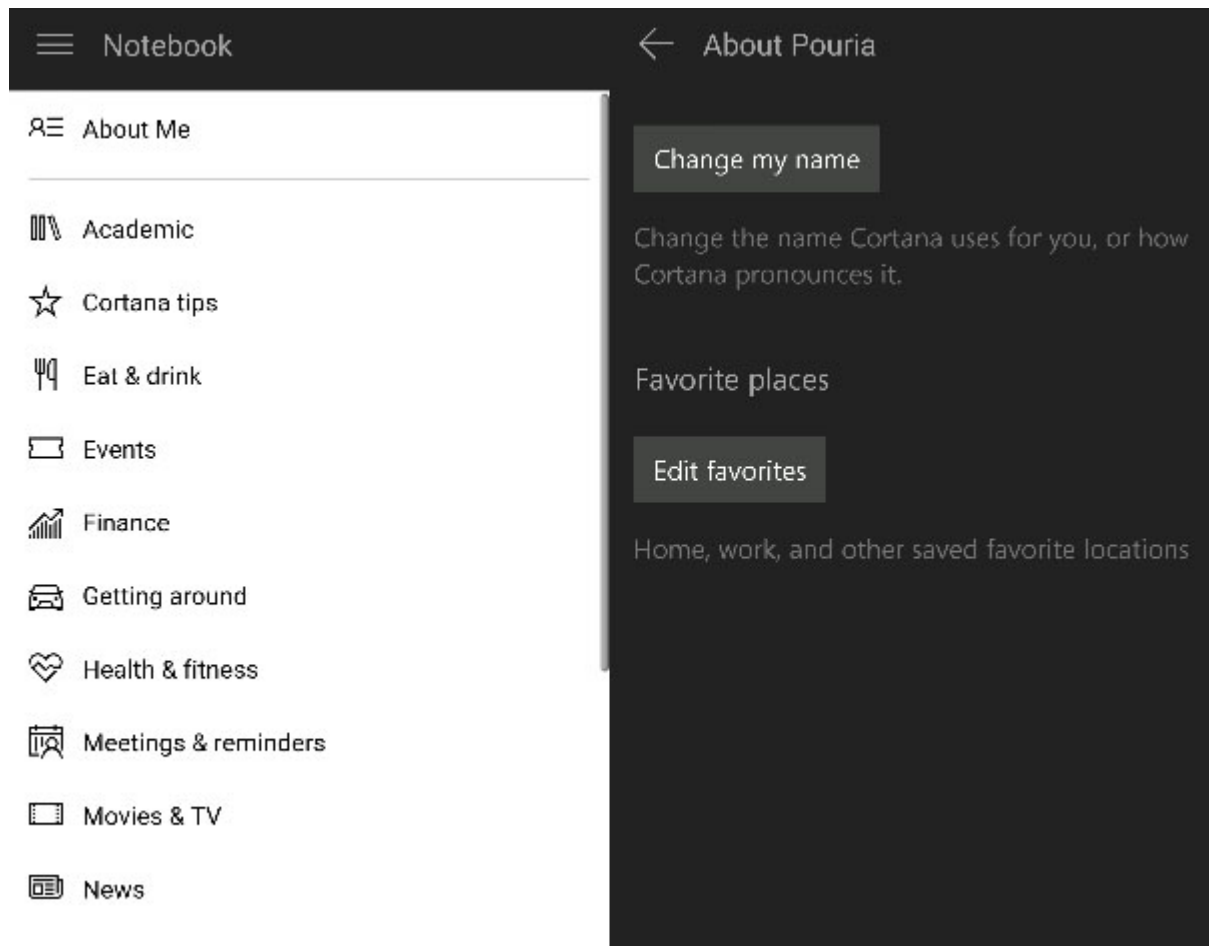 Notebook
About Me
Academic
Cortana tips
Eat & drink
Events
Finance
Getting around
Health & fitness
Meetings & reminders
Movies & TV
News
About Pouria
Change my name
Change the name Cortana uses for you, or how
Cortana pronounces it.
Favorite places
Edit favorites
Home, work, and other saved favorite locations